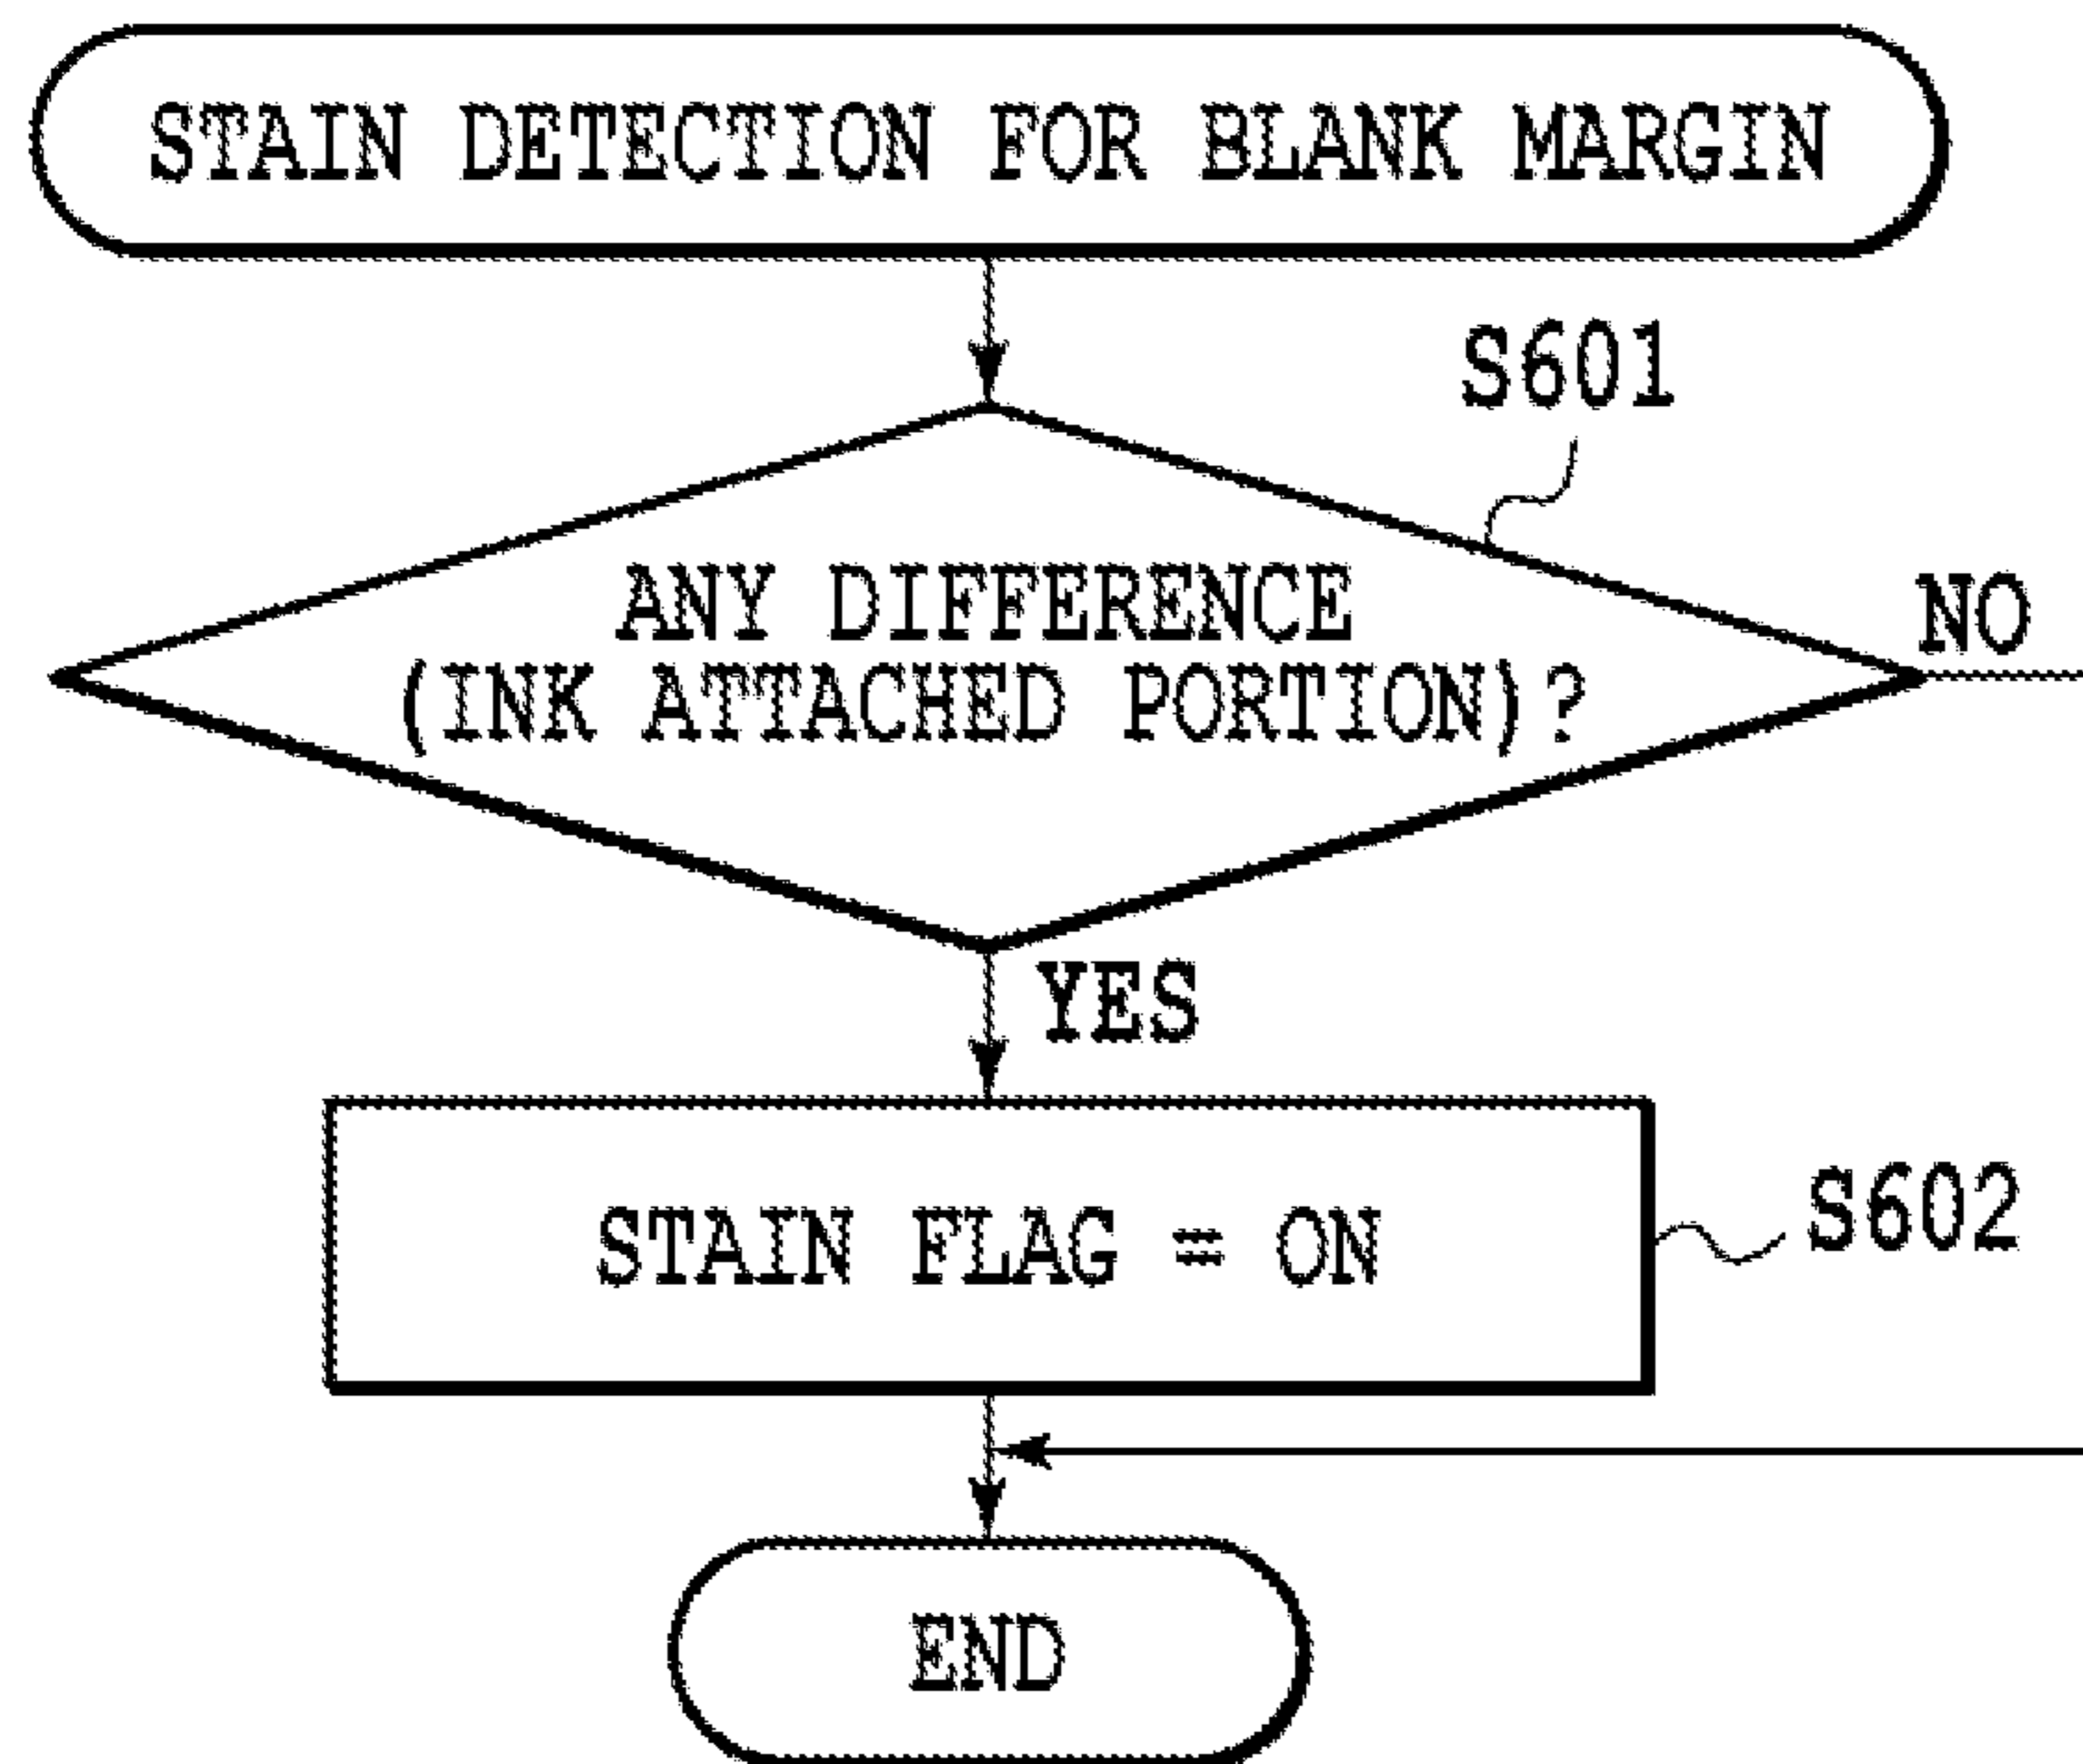 STAIN DETECTION FOR BLANK MARGIN
S601
ANY DIFFERENCE
(INK ATTACHED PORTION)?
NO
YES
STAIN FLAG = ON
S602
END